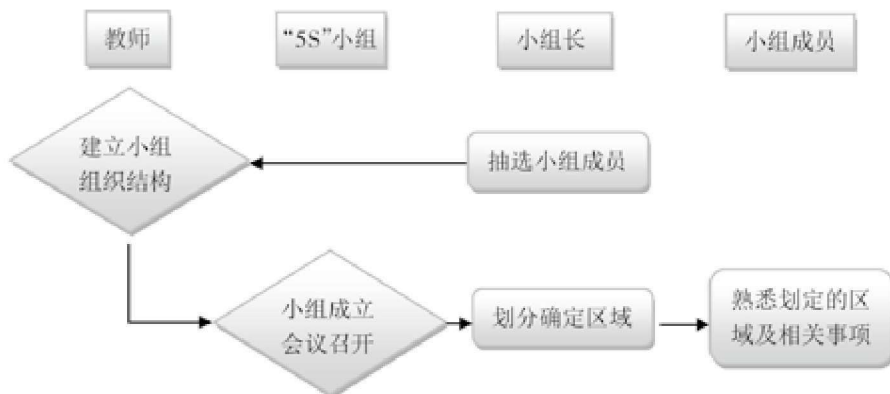 教师
“5S”小组
小组长
小组成员
建立小组
组织结构
抽选小组成员
小组成立
会议召开
划分确定区域
熟悉划定的区
域及相关事项